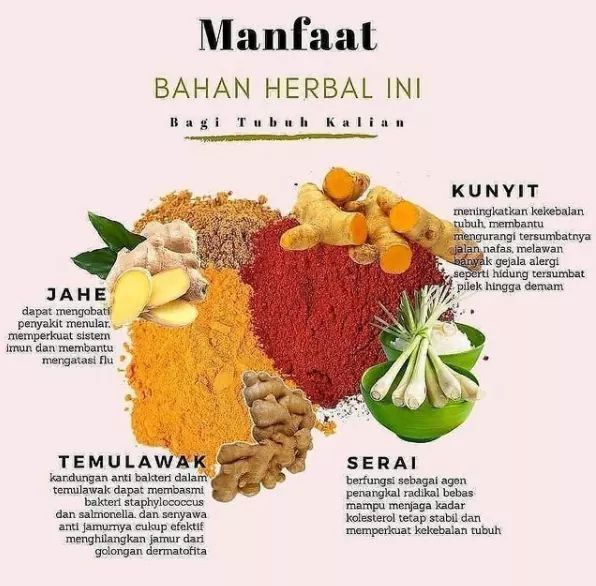 Manfaat
BAHAN HERBAL INI
Bagi Tubuh Kalian
KUNYIT
meningkatkan kekebalan
tubuh, membantu
mengurangi tersumbatnya
jalan nafas, melawan
banyak gejala alergi
seperti hidung tersumbat
pilek hingga demam
JAHE
dapat mengobati
penyakit menular,
memperkuat sistem
imun dan membantu
mengatasi flu
TEMULAWAK
kandungan anti bakteri dalam
temulawak dapat membasmi
bakteri staphylococcus
dan salmonella. dan senyawa
anti jamurnya cukup efektif
menghilangkan jamur dari
golongan dermatofita
SERAI
berfungsi sebagai agen
penangkal radikal bebas
mampu menjaga kadar
kolesterol tetap stabil dan
memperkuat kekebalan tubuh